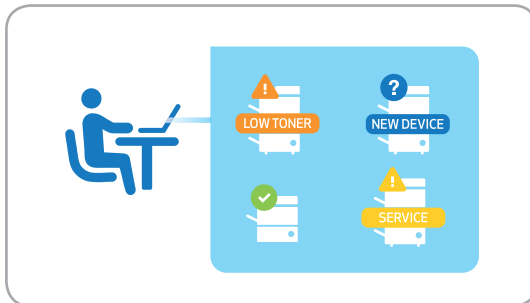 !
?
LOW TONER
NEW DEVICE
!
SERVICE